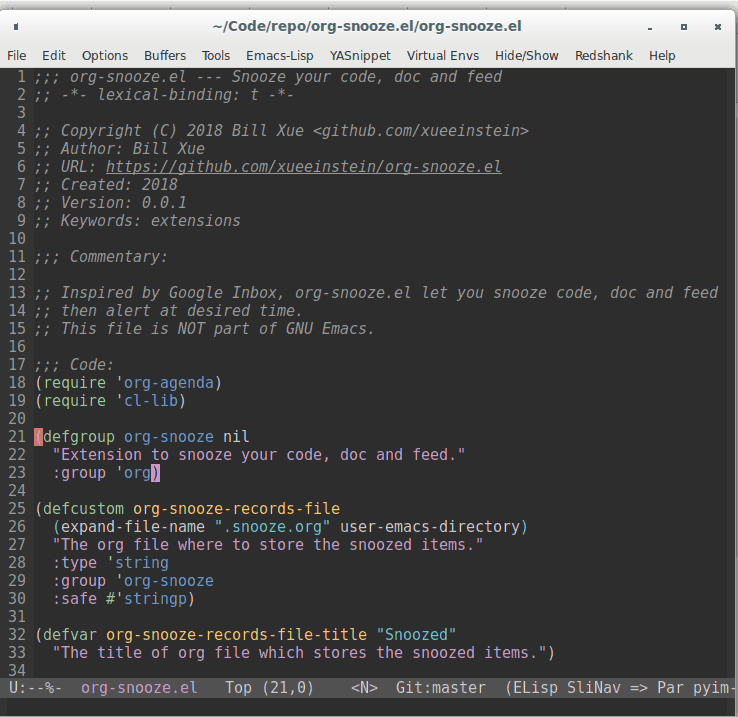 ~/Code/repo/org-snooze.el/org-snooze.el
File Edit Options Buffers Tools Emacs-Lisp YASnippet Virtual Envs Hide/Show Redshank Help
1 ;;; org-snooze.el --- Snooze your code, doc and feed
2 ;; -*- lexical-binding: t -*-
3
4 ;; Copyright (C) 2018 Bill Xue <github.com/xueeinstein>
5 ;; Author: Bill Xue
6 ;; URL: https://github.com/xueeinstein/org-snooze.el
7 ;; Created: 2018
8 ;; Version: 0.0.1
9 ;; Keywords: extensions
10
11 ;;; Commentary:
12
13 ;; Inspired by Google Inbox, org-snooze.el let you snooze code, doc and feed
14 ;; then alert at desired time.
15 ;; This file is NOT part of GNU Emacs.
16
17 ;;; Code:
18 (require 'org-agenda)
19 (require 'cl-lib)
20
21 (defgroup org-snooze nil
22   "Extension to snooze your code, doc and feed."
23   :group 'org)
24
25 (defcustom org-snooze-records-file
26   (expand-file-name ".snooze.org" user-emacs-directory)
27   "The org file where to store the snoozed items."
28   :type 'string
29   :group 'org-snooze
30   :safe #'stringp)
31
32 (defvar org-snooze-records-file-title "Snoozed"
33   "The title of org file which stores the snoozed items.")
34
U:--%- org-snooze.el Top (21,0) <N> Git:master (ELisp SliNav => Par pyim-